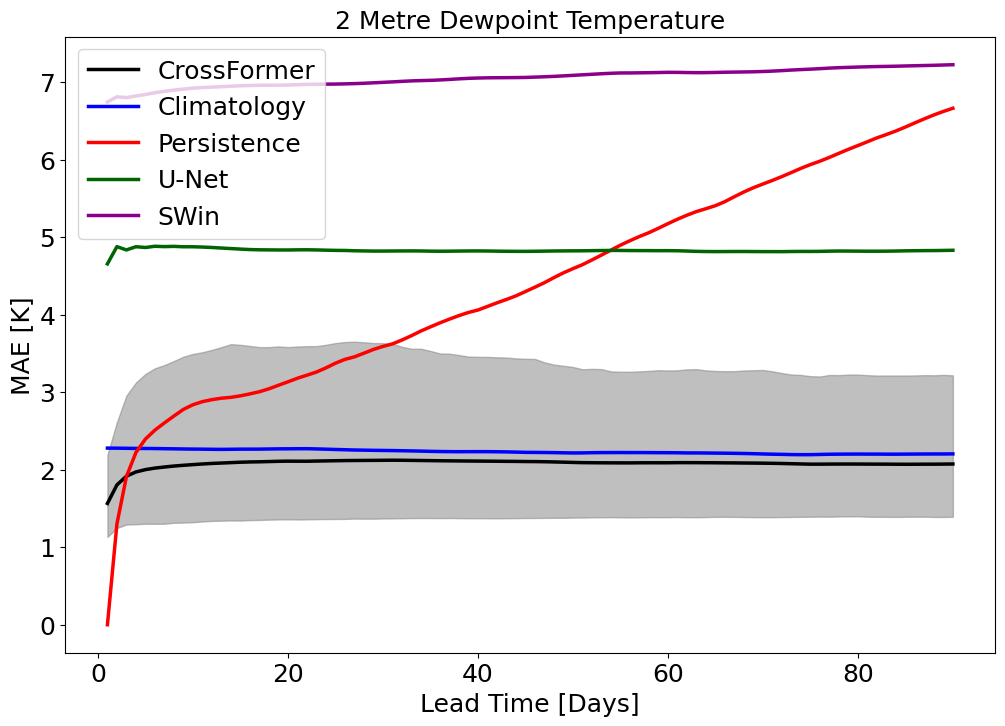 2 Metre Dewpoint Temperature
CrossFormer
Climatology
Persistence
U-Net
SWin
7
6
5
4
3
2
1
0
MAE [K]
0 20 40 60 80
Lead Time [Days]